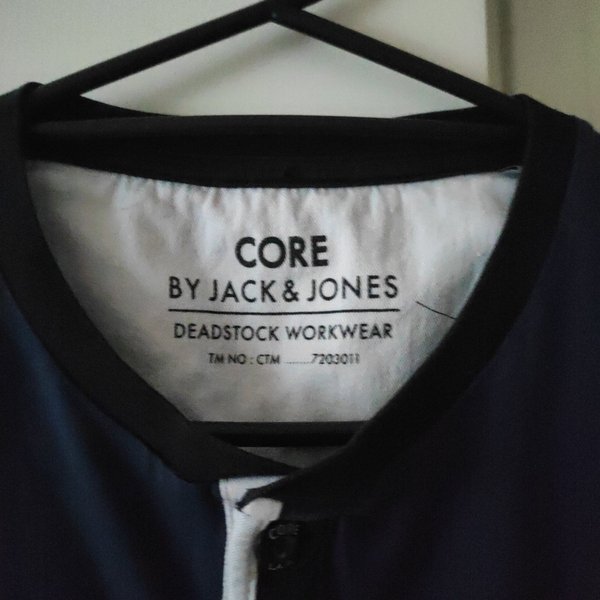 CORE
BY JACK & JONES
DEADSTOCK WORKWEAR
TM NO : CTM ........7203011
CORE